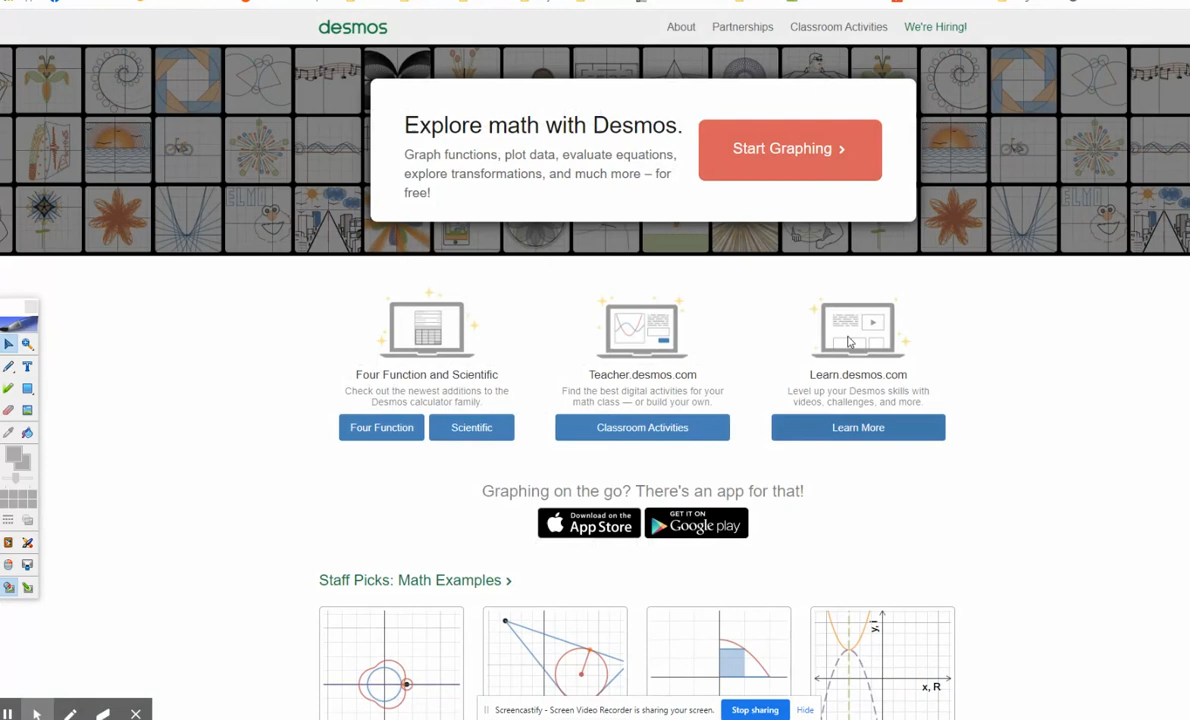 desmos
About Partnerships Classroom Activities We're Hiring!
Explore math with Desmos.
Graph functions, plot data, evaluate equations,
explore transformations, and much more – for
free!
Start Graphing ›
ELMO
ELMO
Four Function and Scientific
Check out the newest additions to the
Desmos calculator family.
Four Function Scientific
Teacher.desmos.com
Find the best digital activities for your
math class — or build your own.
Classroom Activities
Learn.desmos.com
Level up your Desmos skills with
videos, challenges, and more.
Learn More
Graphing on the go? There's an app for that!
Download on the
App Store
GET IT ON
Google play
Staff Picks: Math Examples ›
y, i
x, R
Screencastify - Screen Video Recorder is sharing your screen. Stop sharing Hide